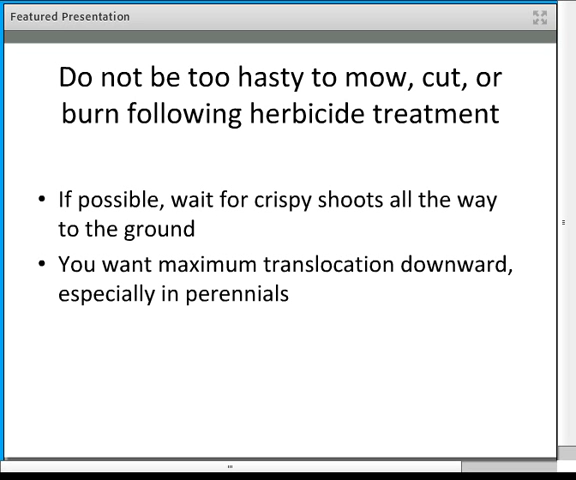 Featured Presentation
Do not be too hasty to mow, cut, or
burn following herbicide treatment
• If possible, wait for crispy shoots all the way
to the ground
• You want maximum translocation downward,
especially in perennials